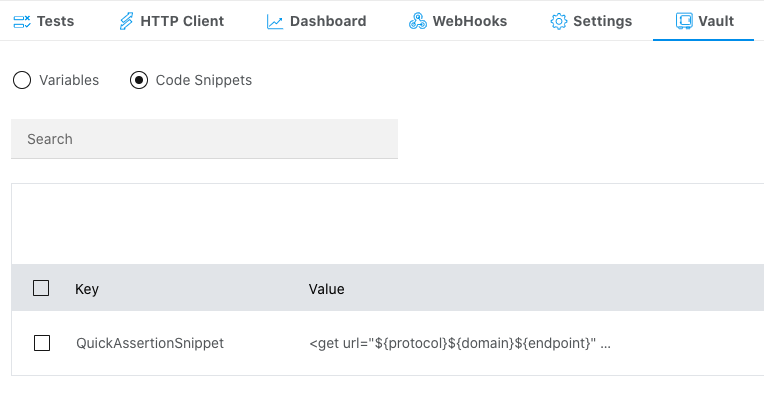 Tests HTTP Client Dashboard WebHooks Settings Vault
Variables Code Snippets
Search
Key Value
QuickAssertionSnippet <get url="${protocol}${domain}${endpoint}" ...